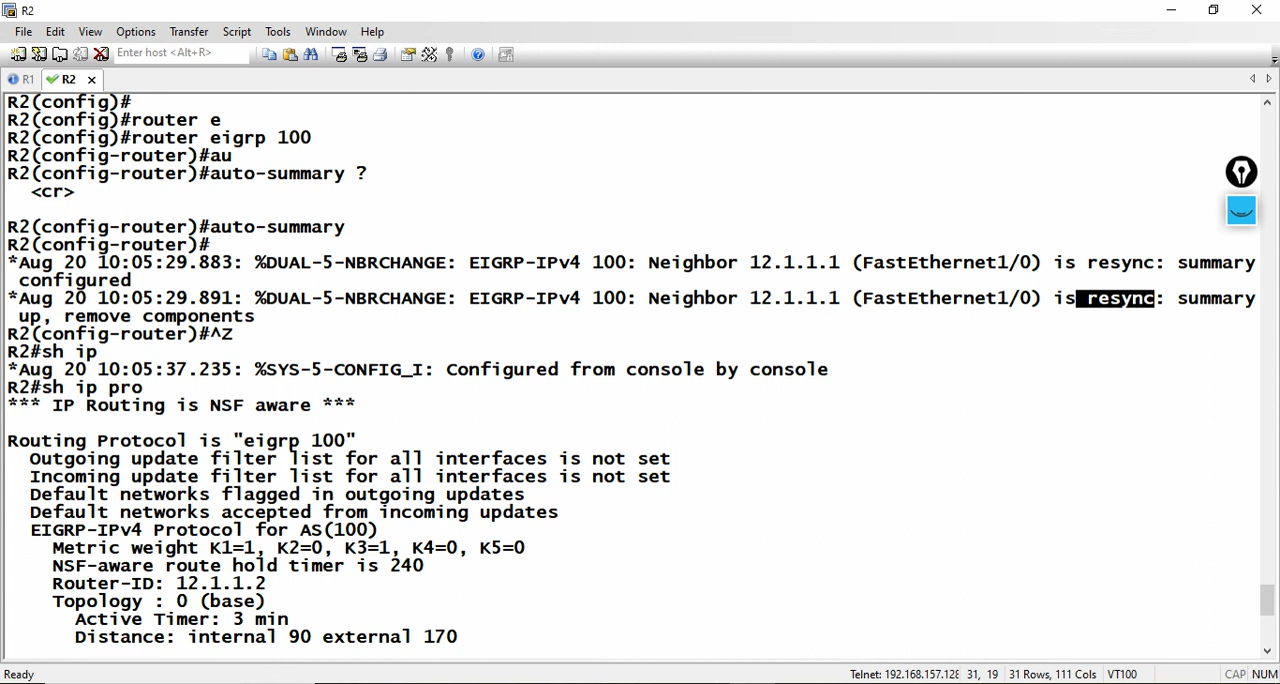 R2
File Edit View Options Transfer Script Tools Window Help
Enter host <Alt+R>
R1 R2
R2(config)#
R2(config)#router e
R2(config)#router eigrp 100
R2(config-router)#au
R2(config-router)#auto-summary ?
<cr>
R2(config-router)#auto-summary
R2(config-router)#
*Aug 20 10:05:29.883: %DUAL-5-NBRCHANGE: EIGRP-IPv4 100: Neighbor 12.1.1.1 (FastEthernet1/0) is resync: summary
configured
*Aug 20 10:05:29.891: %DUAL-5-NBRCHANGE: EIGRP-IPv4 100: Neighbor 12.1.1.1 (FastEthernet1/0) is resync: summary
up, remove components
R2(config-router)#^Z
R2#sh ip
*Aug 20 10:05:37.235: %SYS-5-CONFIG_I: Configured from console by console
R2#sh ip pro
*** IP Routing is NSF aware ***
Routing Protocol is "eigrp 100"
Outgoing update filter list for all interfaces is not set
Incoming update filter list for all interfaces is not set
Default networks flagged in outgoing updates
Default networks accepted from incoming updates
EIGRP-IPv4 Protocol for AS(100)
Metric weight K1=1, K2=0, K3=1, K4=0, K5=0
NSF-aware route hold timer is 240
Router-ID: 12.1.1.2
Topology : 0 (base)
Active Timer: 3 min
Distance: internal 90 external 170
Ready Telnet: 192.168.157.128 31, 19 31 Rows, 111 Cols VT100 CAP NUM